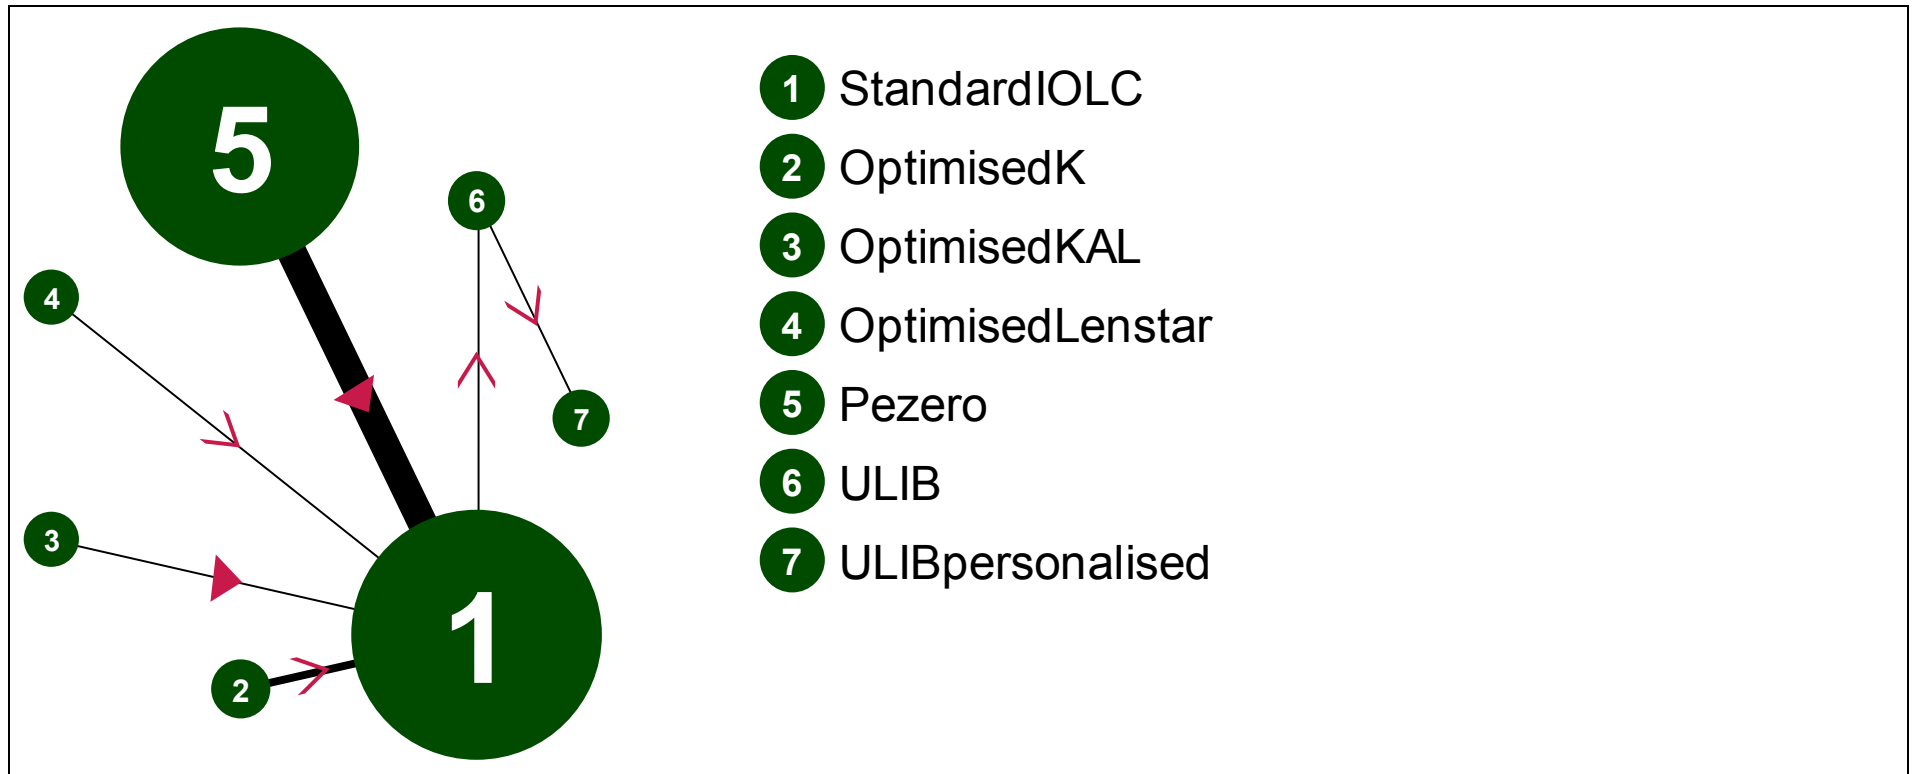 5
6
4
7
3
1
2
1 StandardIOLC
2 OptimisedK
3 OptimisedKAL
4 OptimisedLenstar
5 Pezero
6 ULIB
7 ULIBpersonalised